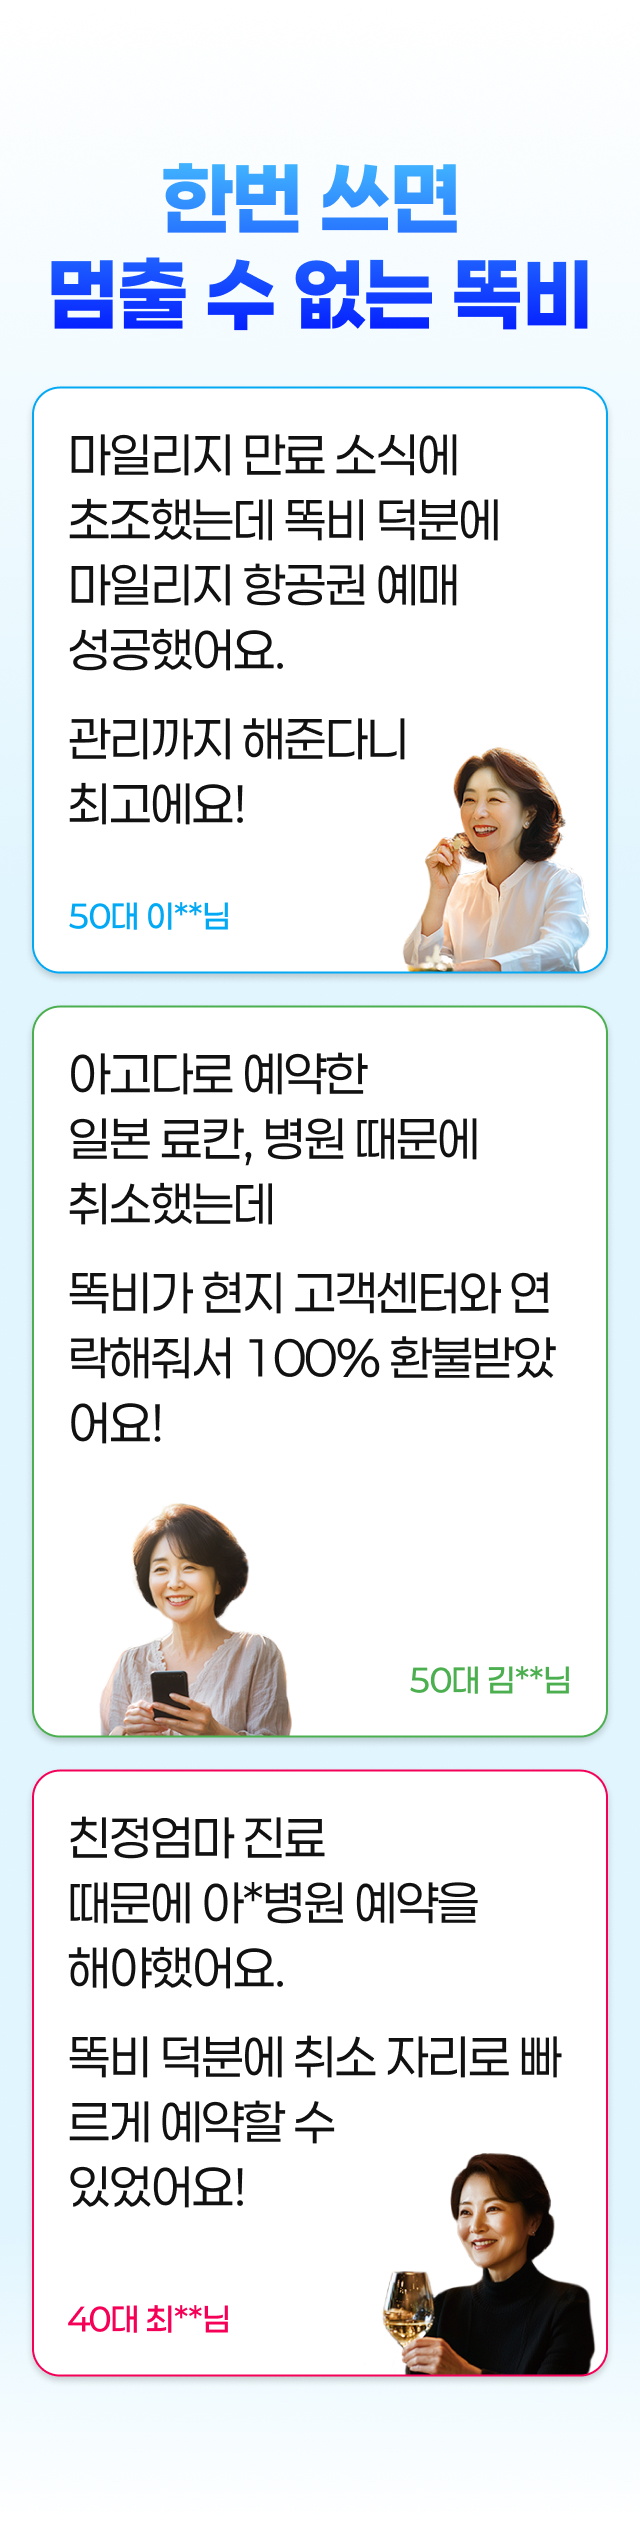 한번 쓰면
멈출 수 없는 똑비
마일리지 만료 소식에
초조했는데 똑비 덕분에
마일리지 항공권 예매
성공했어요.
관리까지 해준다니
최고에요!
50대 이**님
아고다로 예약한
일본 료칸, 병원 때문에
취소했는데
똑비가 현지 고객센터와 연
락해줘서 100% 환불받았
어요!
50대 김**님
친정엄마 진료
때문에 아*병원 예약을
해야했어요.
똑비 덕분에 취소 자리로 빠
르게 예약할 수
있었어요!
40대 최**님